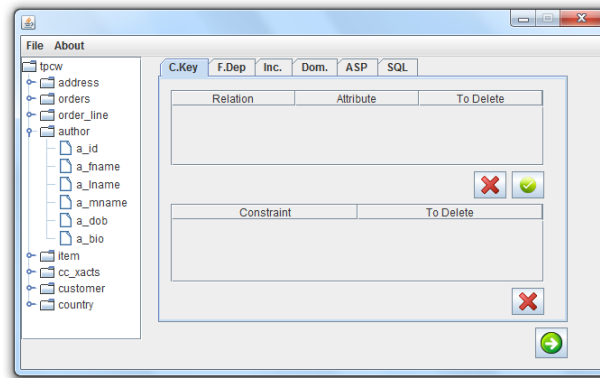 File About
tpcw
address
orders
order_line
author
a_id
a_fname
a_lname
a_mname
a_dob
a_bio
item
cc_xacts
customer
country
C.Key F.Dep Inc. Dom. ASP SQL
Relation Attribute To Delete
Constraint To Delete